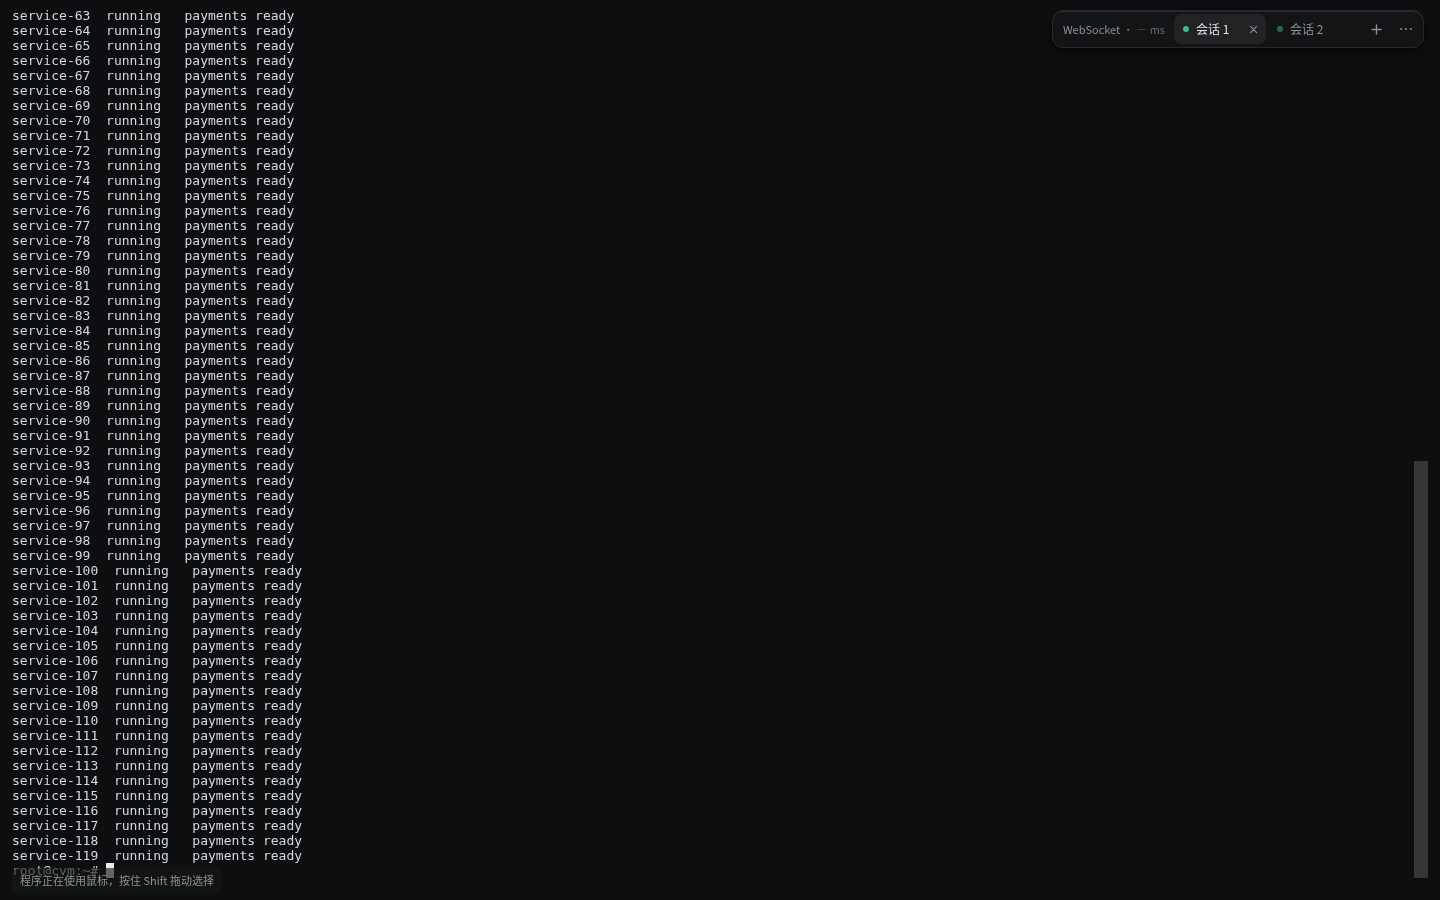 WebSocket · — ms 会话 1 × 会话 2 + ···
service-63 running payments ready
service-64 running payments ready
service-65 running payments ready
service-66 running payments ready
service-67 running payments ready
service-68 running payments ready
service-69 running payments ready
service-70 running payments ready
service-71 running payments ready
service-72 running payments ready
service-73 running payments ready
service-74 running payments ready
service-75 running payments ready
service-76 running payments ready
service-77 running payments ready
service-78 running payments ready
service-79 running payments ready
service-80 running payments ready
service-81 running payments ready
service-82 running payments ready
service-83 running payments ready
service-84 running payments ready
service-85 running payments ready
service-86 running payments ready
service-87 running payments ready
service-88 running payments ready
service-89 running payments ready
service-90 running payments ready
service-91 running payments ready
service-92 running payments ready
service-93 running payments ready
service-94 running payments ready
service-95 running payments ready
service-96 running payments ready
service-97 running payments ready
service-98 running payments ready
service-99 running payments ready
service-100 running payments ready
service-101 running payments ready
service-102 running payments ready
service-103 running payments ready
service-104 running payments ready
service-105 running payments ready
service-106 running payments ready
service-107 running payments ready
service-108 running payments ready
service-109 running payments ready
service-110 running payments ready
service-111 running payments ready
service-112 running payments ready
service-113 running payments ready
service-114 running payments ready
service-115 running payments ready
service-116 running payments ready
service-117 running payments ready
service-118 running payments ready
service-119 running payments ready
root@cvm:~#
程序正在使用鼠标，按住 Shift 拖动选择